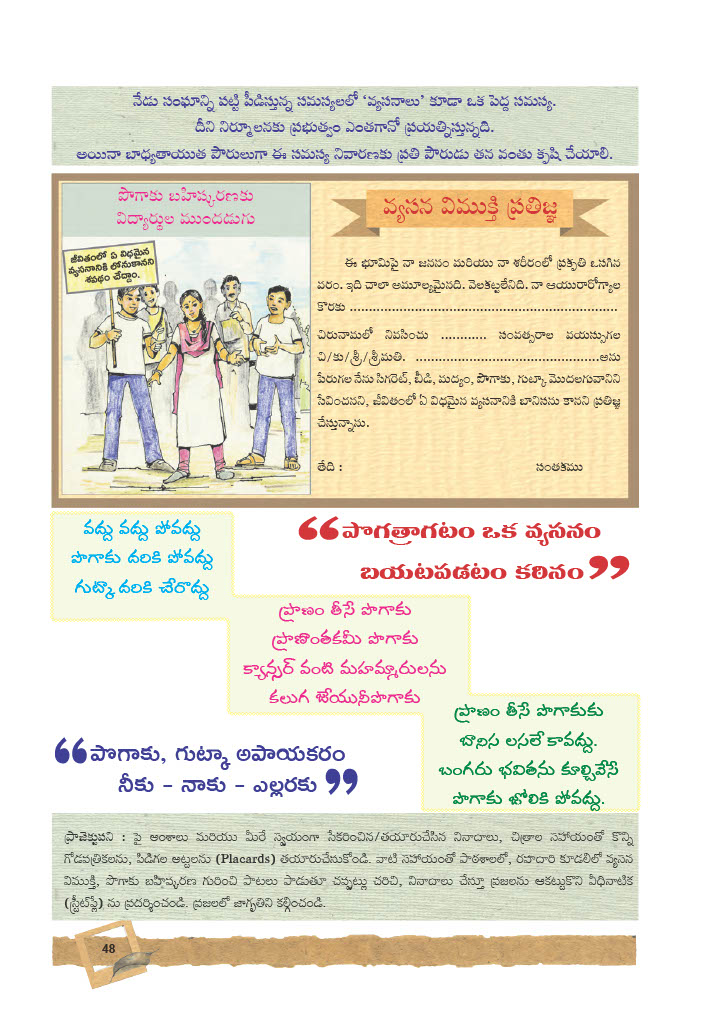 నేడు సంఘాన్ని పట్టి పీడిస్తున్న సమస్యలలో ‘వ్యసనాలు’ కూడా ఒక పెద్ద సమస్య.
దీని నిర్మూలనకు ప్రభుత్వం ఎంతగానో ప్రయత్నిస్తున్నది.
అయినా బాధ్యతాయుత పౌరులుగా ఈ సమస్య నివారణకు ప్రతి పౌరుడు తన వంతు కృషి చేయాలి.
పొగాకు బహిష్కరణకు
విద్యార్థుల ముందడుగు
జీవితంలో ఏ విధమైన
వ్యసనానికి లోనుకానని
శపథం చేద్దాం.
వ్యసన విముక్తి ప్రతిజ్ఞ
ఈ భూమిపై నా జననం మరియు నా శరీరంలో ప్రకృతి ఒసగిన
వరం. ఇది చాలా అమూల్యమైనది. వెలకట్టలేనిది. నా ఆయురారోగ్యాల
కొరకు ........................................................................
చిరునామలో నివసించు ............ సంవత్సరాల వయస్సుగల
చి/కు/శ్రీ/శ్రీమతి. .................................................అను
పేరుగల నేను సిగరెట్, బీడి, మద్యం, పొగాకు, గుట్కా మొదలగువానిని
సేవించనని, జీవితంలో ఏ విధమైన వ్యసనానికి బానిసను కానని ప్రతిజ్ఞ
చేస్తున్నాను.
తేది : సంతకము
వద్దు వద్దు పోవద్దు
పొగాకు దరికి పోవద్దు
గుట్కా దరికి చేరొద్దు
“పొగత్రాగటం ఒక వ్యసనం
బయటపడటం కఠినం”
ప్రాణం తీసే పొగాకు
ప్రాణాంతకమీ పొగాకు
క్యాన్సర్ వంటి మహమ్మారులను
కలుగ జేయునీపొగాకు
ప్రాణం తీసే పొగాకుకు
బానిస లసలే కావద్దు.
బంగరు భవితను కూల్చివేసే
పొగాకు జోలికి పోవద్దు.
“పొగాకు, గుట్కా అపాయకరం
నీకు - నాకు - ఎల్లరకు”
ప్రాజెక్టుపని : పై అంశాలు మరియు మీరే స్వయంగా సేకరించిన/తయారుచేసిన నినాదాలు, చిత్రాల సహాయంతో కొన్ని
గోడపత్రికలను, పిడిగల అట్టలను (Placards) తయారుచేసుకోండి. వాటి సహాయంతో పాఠశాలలో, రహదారి కూడలిలో వ్యసన
విముక్తి, పొగాకు బహిష్కరణ గురించి పాటలు పాడుతూ చప్పట్లు చరిచి, నినాదాలు చేస్తూ ప్రజలను ఆకట్టుకొని వీధినాటిక
(స్ట్రీట్‌ప్లే) ను ప్రదర్శించండి. ప్రజలలో జాగృతిని కల్గించండి.
48